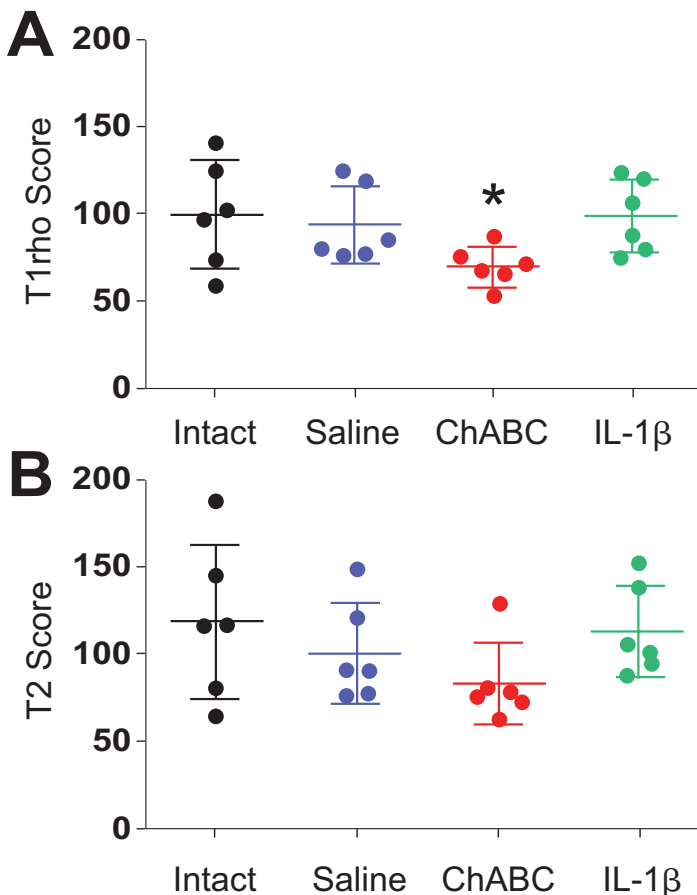 A
T1rho Score
200
150
100
50
0
*
Intact Saline ChABC IL-1β
B
T2 Score
200
150
100
50
0
Intact Saline ChABC IL-1β